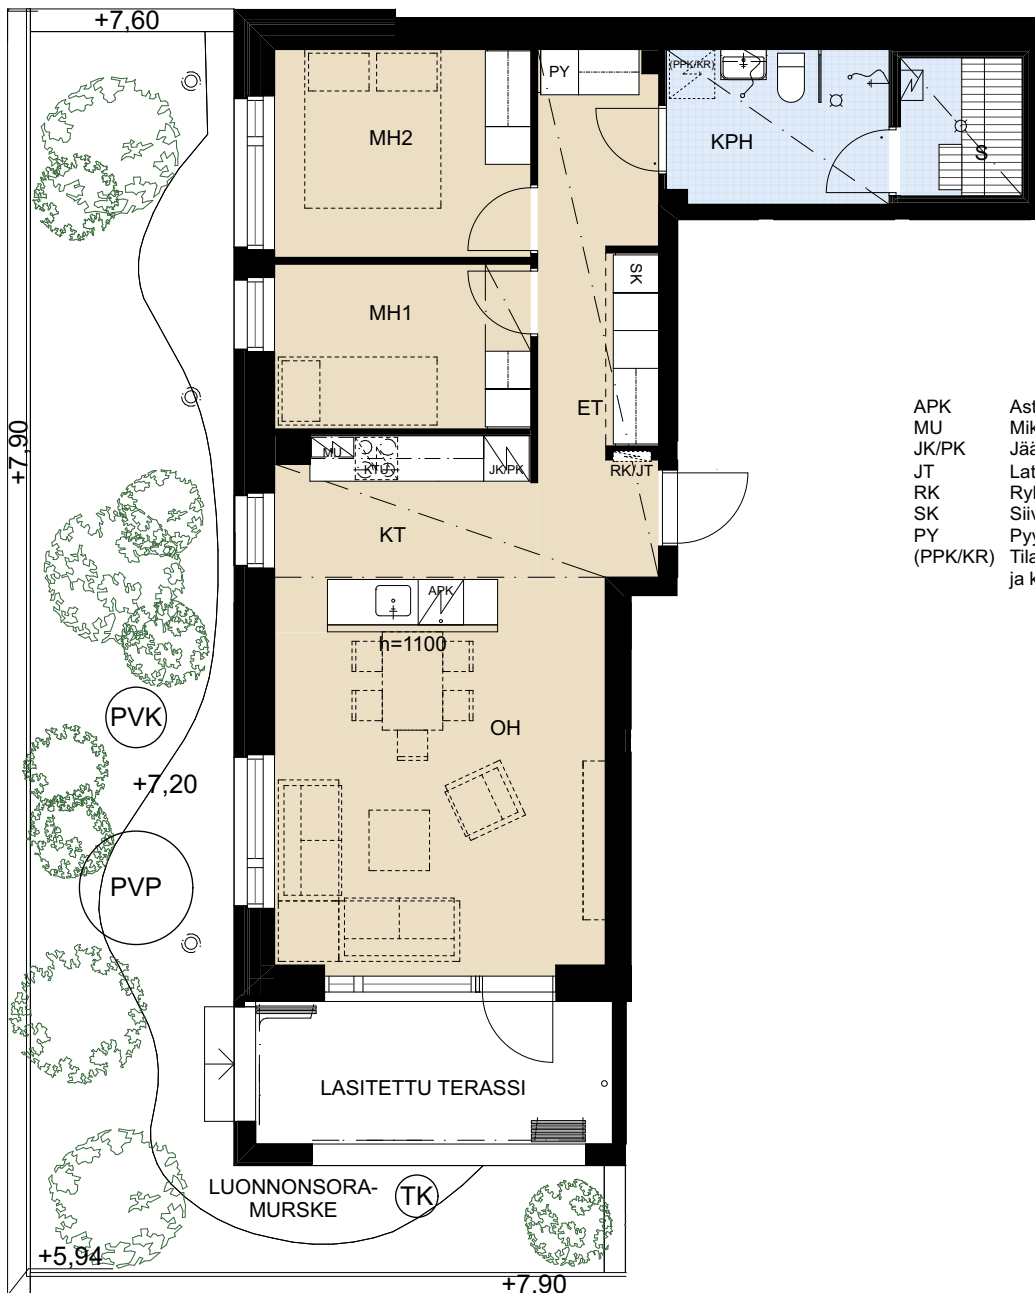 +7,60
PY
(PPK/KR)
MH2
KPH
S
SK
MH1
ET
+7,90
APK
MU
JK/PK
JT
RK
SK
PY
(PPK/KR)
ja
MU
KTU
JK/PK
RK/JT
KT
APK
h=1100
PVK
OH
+7,20
PVP
LASITETTU TERASSI
LUONNONSORA-
MURSKE
TK
+5,94
+7,90